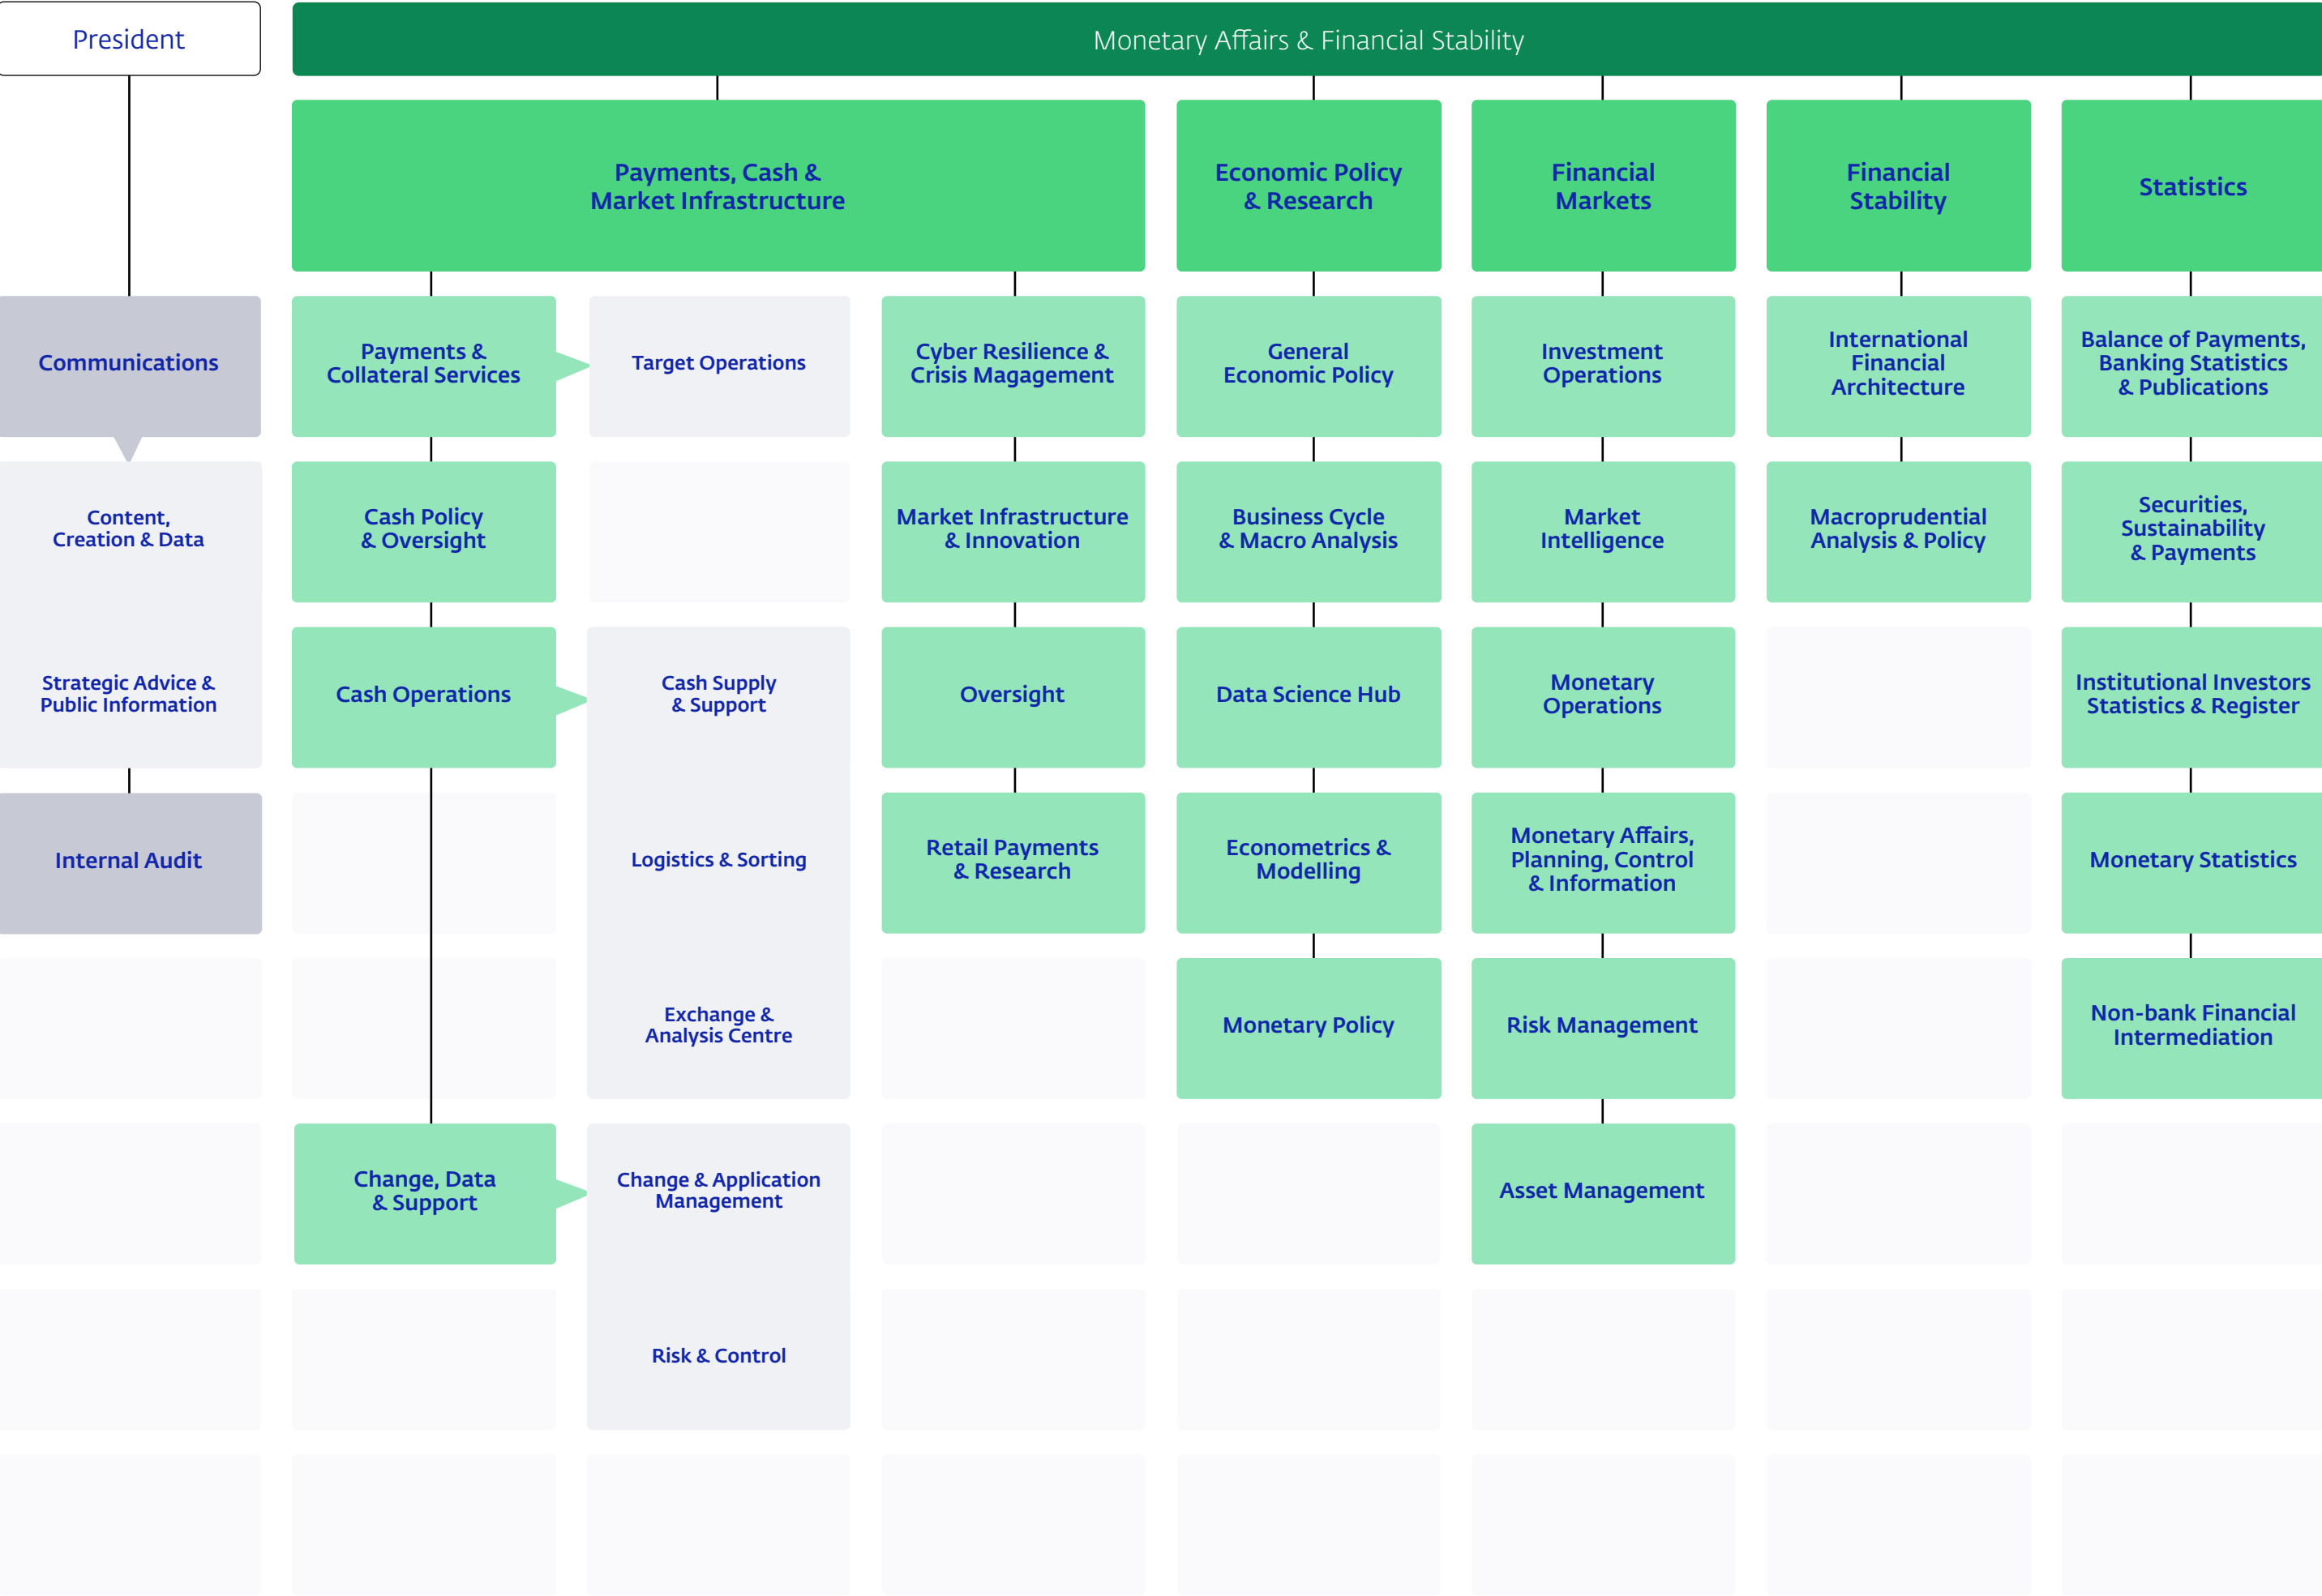 President
Monetary Affairs & Financial Stability
Payments, Cash &
Market Infrastructure
Economic Policy
& Research
Financial
Markets
Financial
Stability
Statistics
Communications
Payments &
Collateral Services
Target Operations
Cyber Resilience &
Crisis Magagement
General
Economic Policy
Investment
Operations
International
Financial
Architecture
Balance of Payments,
Banking Statistics
& Publications
Content,
Creation & Data
Cash Policy
& Oversight
Market Infrastructure
& Innovation
Business Cycle
& Macro Analysis
Market
Intelligence
Macroprudential
Analysis & Policy
Securities,
Sustainability
& Payments
Strategic Advice &
Public Information
Cash Operations
Cash Supply
& Support
Oversight
Data Science Hub
Monetary
Operations
Institutional Investors
Statistics & Register
Internal Audit
Logistics & Sorting
Retail Payments
& Research
Econometrics &
Modelling
Monetary Affairs,
Planning, Control
& Information
Monetary Statistics
Exchange &
Analysis Centre
Monetary Policy
Risk Management
Non-bank Financial
Intermediation
Change, Data
& Support
Change & Application
Management
Asset Management
Risk & Control